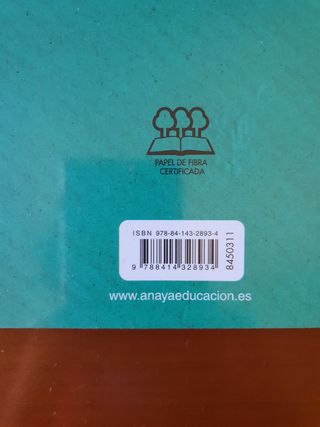 PAPEL DE FIBRA
CERTIFICADA
ISBN 978-84-143-2893-4
9 788414 328934
8450311
www.anayaeducacion.es